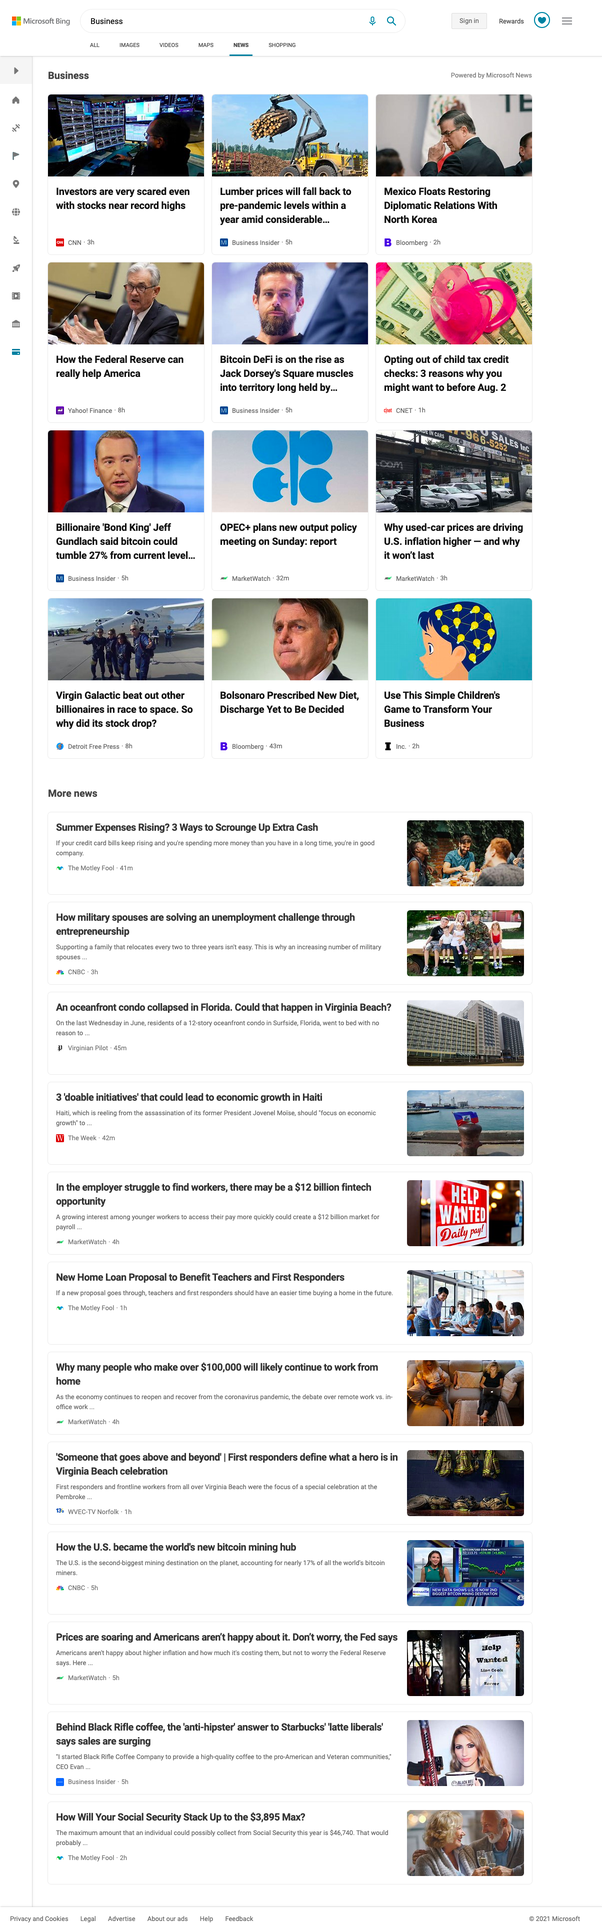 Microsoft Bing
Business
Sign in
Rewards
ALL IMAGES VIDEOS MAPS NEWS SHOPPING
Business
Powered by Microsoft News
Investors are very scared even
with stocks near record highs
CNN · 3h
Lumber prices will fall back to
pre-pandemic levels within a
year amid considerable...
Business Insider · 5h
Mexico Floats Restoring
Diplomatic Relations With
North Korea
Bloomberg · 2h
How the Federal Reserve can
really help America
Yahoo! Finance · 8h
Bitcoin DeFi is on the rise as
Jack Dorsey's Square muscles
into territory long held by...
Business Insider · 5h
Opting out of child tax credit
checks: 3 reasons why you
might want to before Aug. 2
CNET · 1h
Billionaire 'Bond King' Jeff
Gundlach said bitcoin could
tumble 27% from current level...
Business Insider · 5h
OPEC+ plans new output policy
meeting on Sunday: report
MarketWatch · 32m
Why used-car prices are driving
U.S. inflation higher — and why
it won't last
MarketWatch · 3h
Virgin Galactic beat out other
billionaires in race to space. So
why did its stock drop?
Detroit Free Press · 8h
Bolsonaro Prescribed New Diet,
Discharge Yet to Be Decided
Bloomberg · 43m
Use This Simple Children's
Game to Transform Your
Business
Inc. · 2h
More news
Summer Expenses Rising? 3 Ways to Scrounge Up Extra Cash
If your credit card bills keep rising and you're spending more money than you have in a long time, you're in good
company.
The Motley Fool · 41m
How military spouses are solving an unemployment challenge through
entrepreneurship
Supporting a family that relocates every two to three years isn't easy. This is why an increasing number of military
spouses ...
CNBC · 3h
An oceanfront condo collapsed in Florida. Could that happen in Virginia Beach?
On the last Wednesday in June, residents of a 12-story oceanfront condo in Surfside, Florida, went to bed with no
reason to ...
Virginian Pilot · 45m
3 'doable initiatives' that could lead to economic growth in Haiti
Haiti, which is reeling from the assassination of its former President Jovenel Moïse, should "focus on economic
growth" to ...
The Week · 42m
In the employer struggle to find workers, there may be a $12 billion fintech
opportunity
A growing interest among younger workers to access their pay more quickly could create a $12 billion market for
payroll ...
MarketWatch · 4h
HELP
WANTED
Daily pay!
New Home Loan Proposal to Benefit Teachers and First Responders
If a new proposal goes through, teachers and first responders should have an easier time buying a home in the future.
The Motley Fool · 1h
Why many people who make over $100,000 will likely continue to work from
home
As the economy continues to reopen and recover from the coronavirus pandemic, the debate over remote work vs. in-
office work ...
MarketWatch · 4h
'Someone that goes above and beyond' | First responders define what a hero is in
Virginia Beach celebration
First responders and frontline workers from all over Virginia Beach were the focus of a special celebration at the
Pembroke ...
WVEC-TV Norfolk · 1h
How the U.S. became the world's new bitcoin mining hub
The U.S. is the second-biggest mining destination on the planet, accounting for nearly 17% of all the world's bitcoin
miners.
CNBC · 5h
NEW DATA SHOWS U.S. IS NOW 2ND
BIGGEST BITCOIN MINING DESTINATION
Prices are soaring and Americans aren't happy about it. Don't worry, the Fed says
Americans aren't happy about higher inflation and how much it's costing them, but not to worry the Federal Reserve
says. Here ...
MarketWatch · 5h
Help
Wanted
Behind Black Rifle coffee, the 'anti-hipster' answer to Starbucks' 'latte liberals'
says sales are surging
"I started Black Rifle Coffee Company to provide a high-quality coffee to the pro-American and Veteran communities,"
CEO Evan ...
Business Insider · 5h
How Will Your Social Security Stack Up to the $3,895 Max?
The maximum amount that an individual could possibly collect from Social Security this year is $46,740. That would
probably ...
The Motley Fool · 2h
Privacy and Cookies Legal Advertise About our ads Help Feedback
© 2021 Microsoft